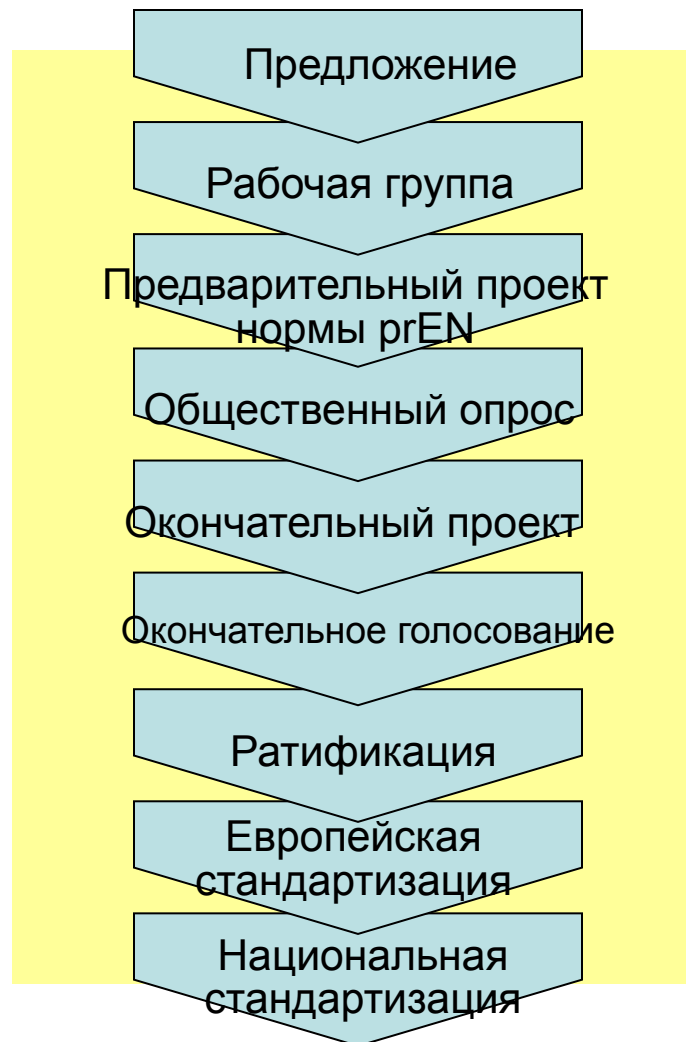 Предложение
Рабочая группа
Предварительный проект
нормы prEN
Общественный опрос
Окончательный проект
Окончательное голосование
Ратификация
Европейская
стандартизация
Национальная
стандартизация